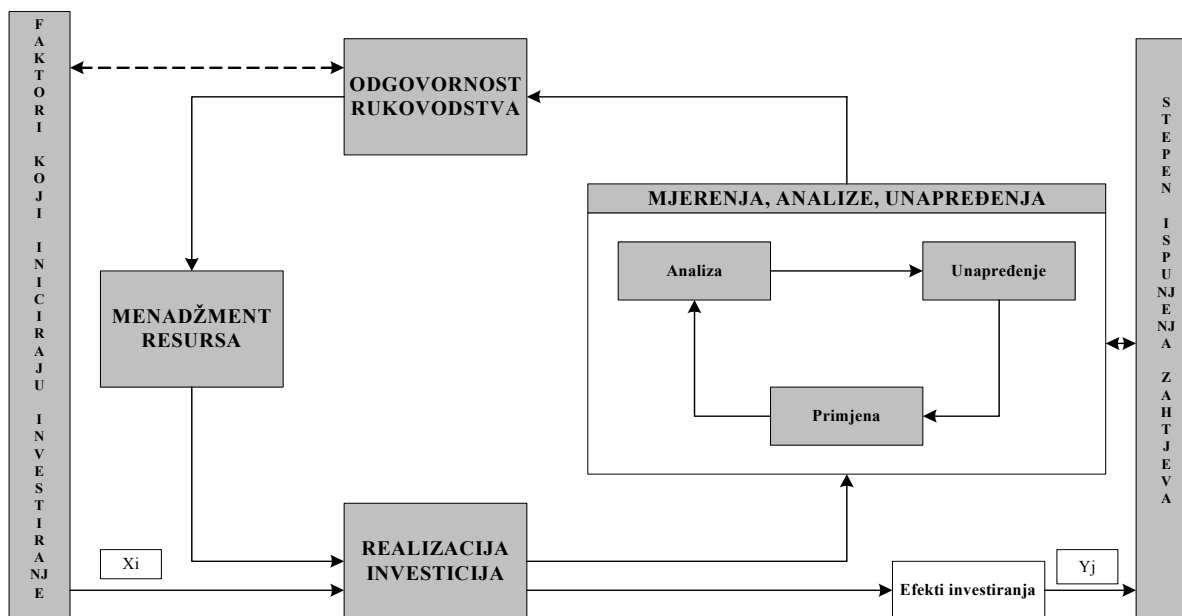 FAKTORI KOJI INICIRAJU INVESTIRANJE
ODGOVORNOST
RUKOVODSTVA
MENADŽMENT
RESURSA
MJERENJA, ANALIZE, UNAPREĐENJA
Analiza
Unapređenje
Primjena
REALIZACIJA
INVESTICIJA
Xi
Efekti investiranja
Yj
STEPEN ISPUNJENJA ZAHTJEVA